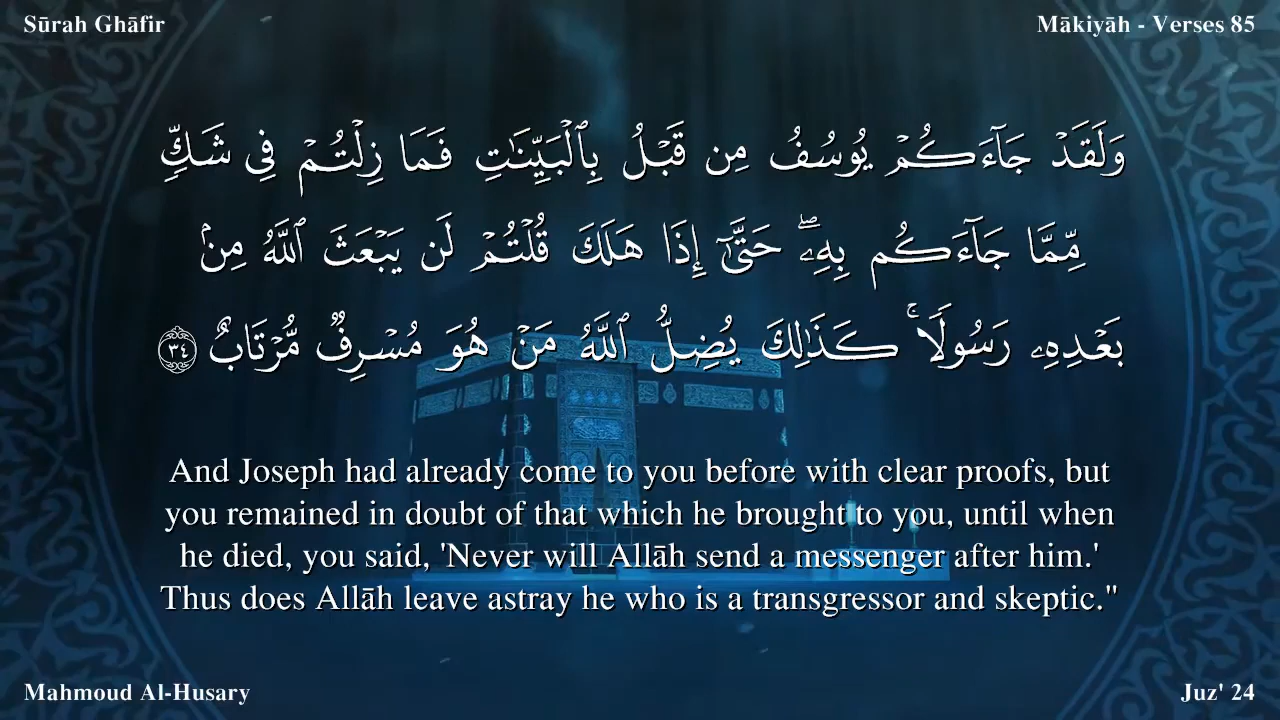 Sūrah Ghāfir
Mākiyāh - Verses 85
وَلَقَدْ جَآءَكُمْ يُوسُفُ مِن قَبْلُ بِٱلْبَيِّنَـٰتِ فَمَا زِلْتُمْ فِى شَكٍّ
مِّمَّا جَآءَكُم بِهِۦ ۖ حَتَّىٰٓ إِذَا هَلَكَ قُلْتُمْ لَن يَبْعَثَ ٱللَّهُ مِنۢ
بَعْدِهِۦ رَسُولًا ۚ كَذَٰلِكَ يُضِلُّ ٱللَّهُ مَنْ هُوَ مُسْرِفٌ مُّرْتَابٌ ٣٤
And Joseph had already come to you before with clear proofs, but
you remained in doubt of that which he brought to you, until when
he died, you said, 'Never will Allāh send a messenger after him.'
Thus does Allāh leave astray he who is a transgressor and skeptic."
Mahmoud Al-Husary
Juz' 24